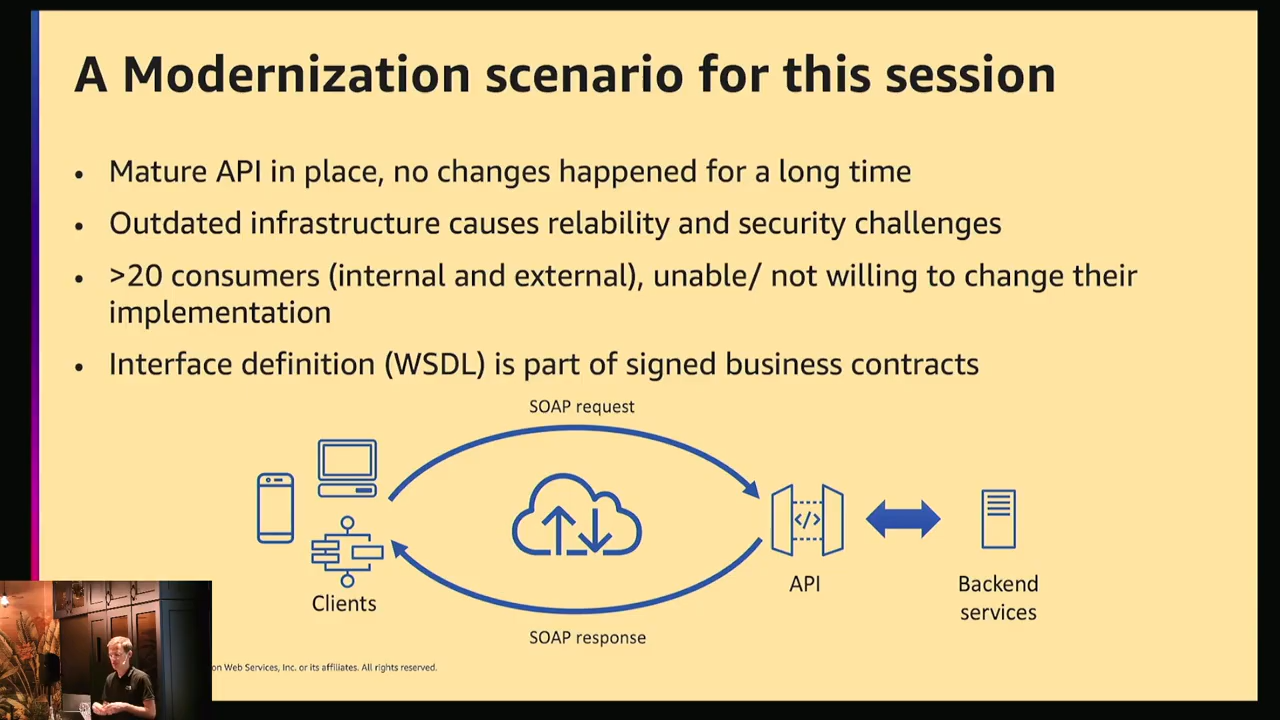 A Modernization scenario for this session
• Mature API in place, no changes happened for a long time
• Outdated infrastructure causes relability and security challenges
• >20 consumers (internal and external), unable/ not willing to change their
implementation
• Interface definition (WSDL) is part of signed business contracts
SOAP request
</>
API
Clients
Backend
services
SOAP response
on Web Services, Inc. or its affiliates. All rights reserved.